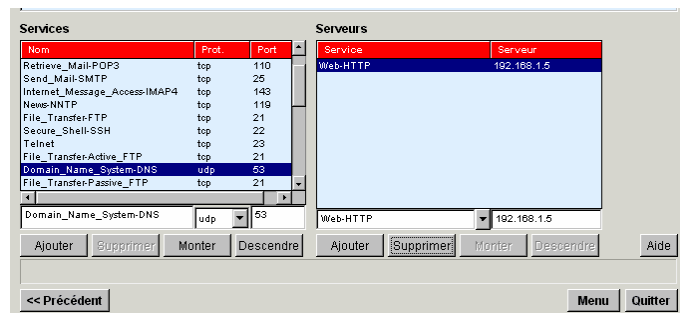 Services
Nom Prot. Port
Retrieve_Mail-POP3 tcp 110
Send_Mail-SMTP tcp 25
Internet_Message_Access-IMAP4 tcp 143
News-NNTP tcp 119
File_Transfer-FTP tcp 21
Secure_Shell-SSH tcp 22
Telnet tcp 23
File_Transfer-Active_FTP tcp 21
Domain_Name_System-DNS udp 53
File_Transfer-Passive_FTP tcp 21
Domain_Name_System-DNS udp 53
Ajouter Supprimer Monter Descendre
Serveurs
Service Serveur
Web-HTTP 192.168.1.5
Web-HTTP 192.168.1.5
Ajouter Supprimer Monter Descendre Aide
<< Précédent Menu Quitter